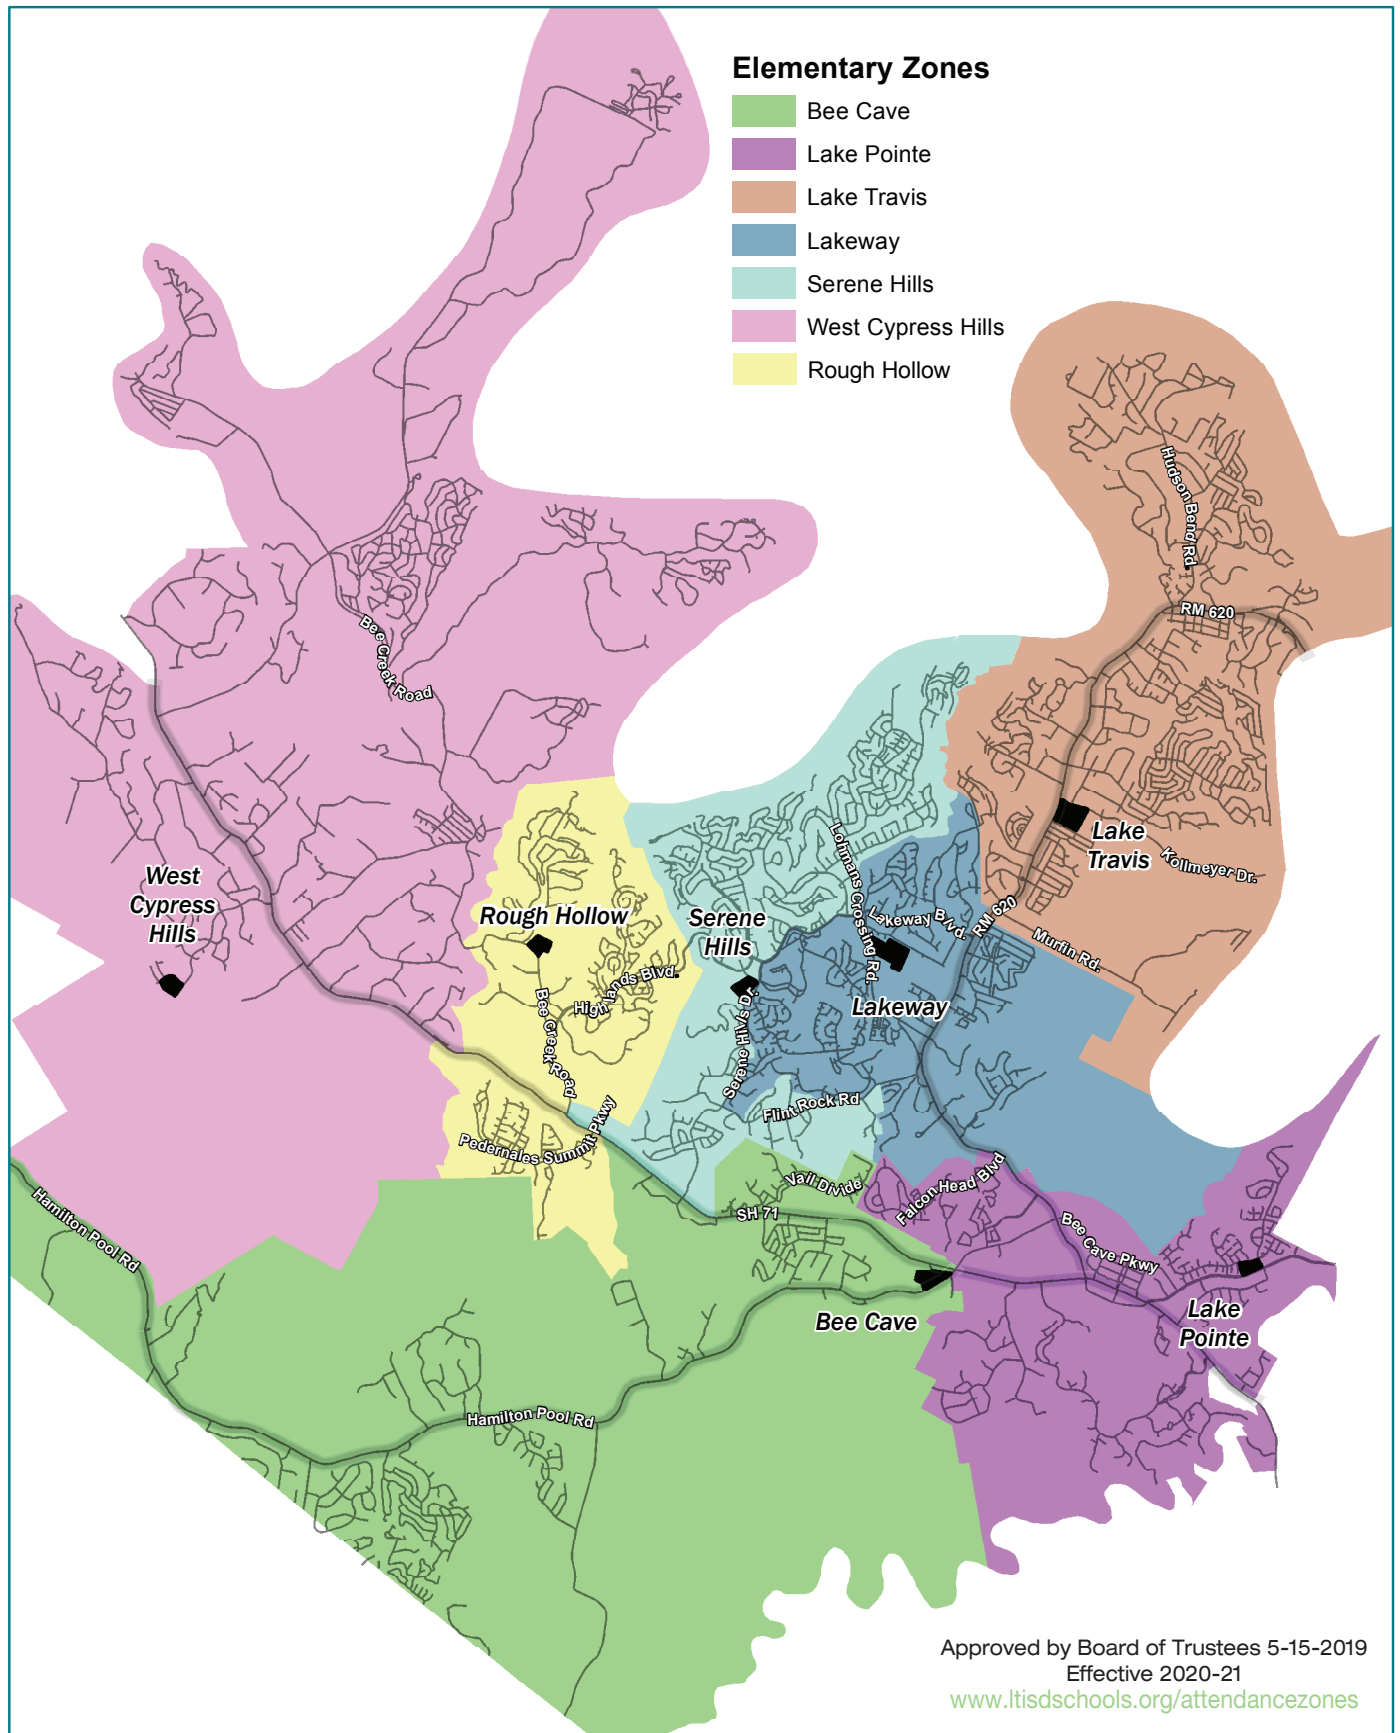 Elementary Zones
Bee Cave
Lake Pointe
Lake Travis
Lakeway
Serene Hills
West Cypress Hills
Rough Hollow
Hudson Bend Rd
RM 620
Bee Creek Road
Lake
Travis
Kollmeyer Dr.
Lohmans Crossing Rd.
Lakeway Blvd.
RM 620
Murfin Rd.
West
Cypress
Hills
Rough Hollow
Serene
Hills
Highlands Blvd.
Bee Creek Road
Lakeway
Serene Hills Dr.
Flint Rock Rd
Pedernales Summit Pkwy
Vail Divide
Falcon Head Blvd
SH 71
Bee Cave Pkwy
Hamilton Pool Rd
Bee Cave
Lake
Pointe
Hamilton Pool Rd
Approved by Board of Trustees 5-15-2019
Effective 2020-21
www.ltisdschools.org/attendancezones